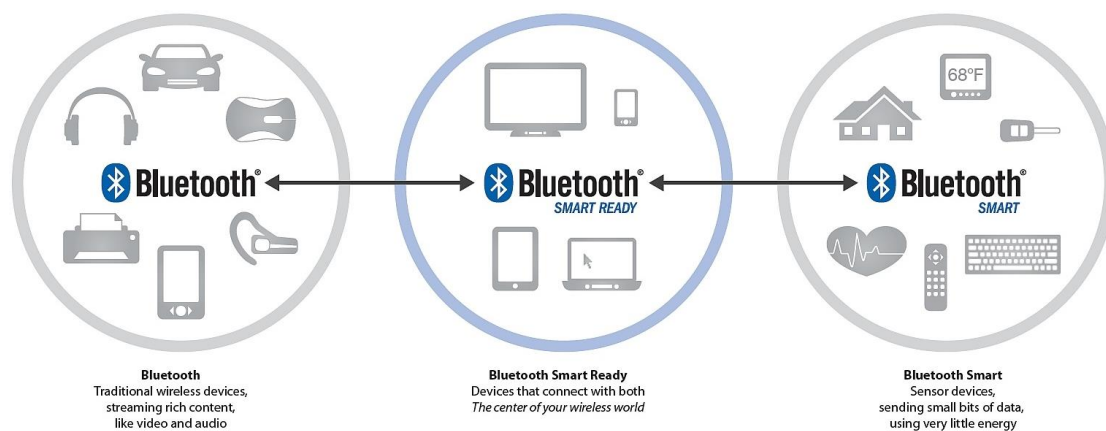 68°F
Bluetooth®
Bluetooth®
SMART READY
Bluetooth®
SMART
Bluetooth
Traditional wireless devices,
streaming rich content,
like video and audio
Bluetooth Smart Ready
Devices that connect with both
The center of your wireless world
Bluetooth Smart
Sensor devices,
sending small bits of data,
using very little energy